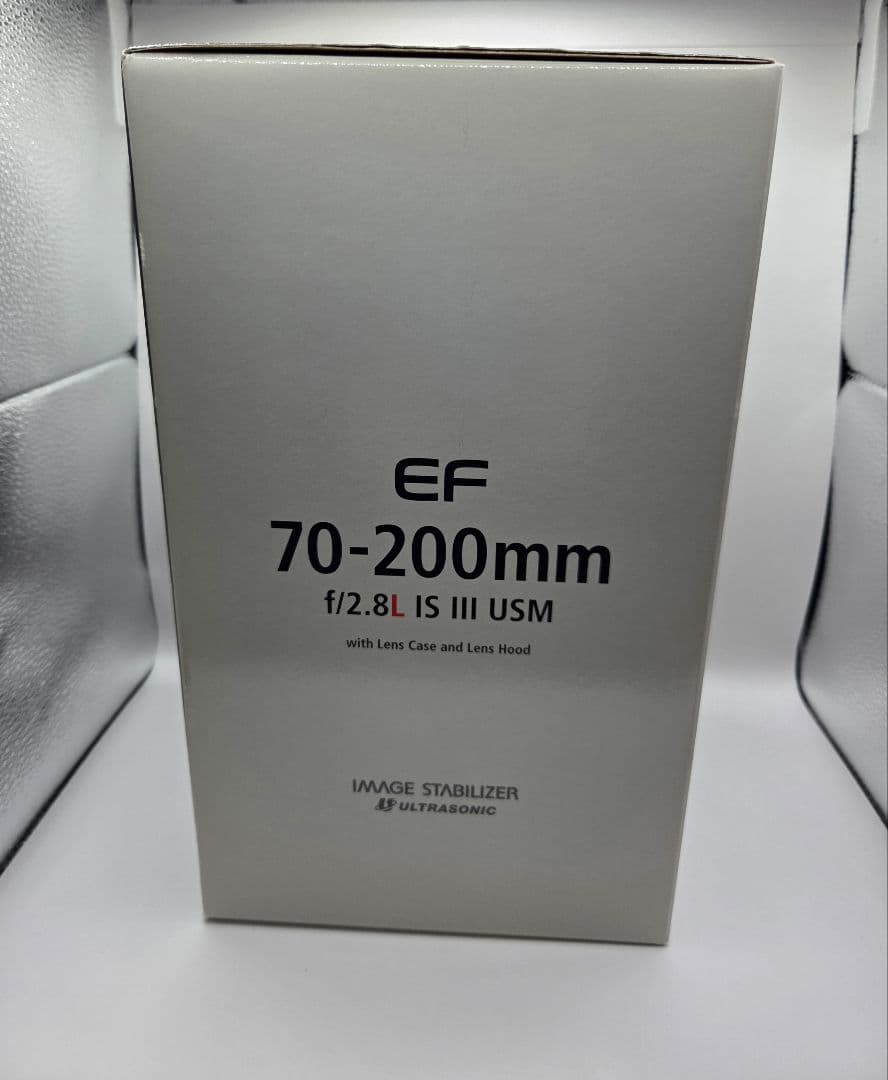 EF
70-200mm
f/2.8L IS III USM
with Lens Case and Lens Hood
IMAGE STABILIZER
ULTRASONIC